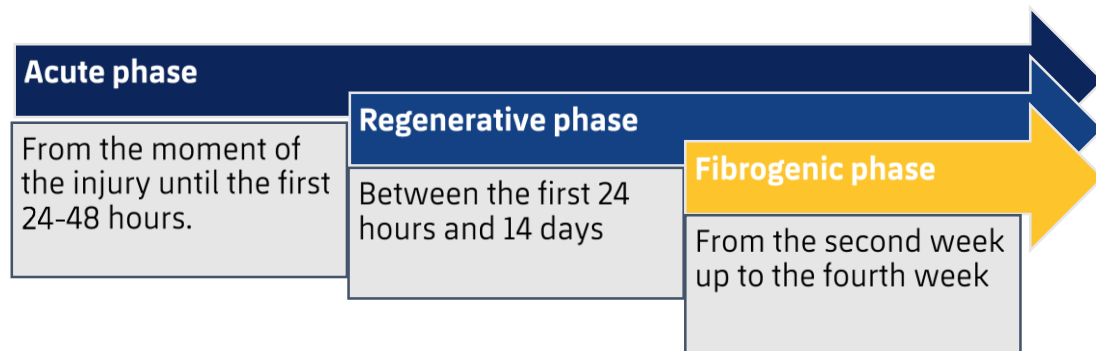 Acute phase
From the moment of
the injury until the first
24-48 hours.
Regenerative phase
Between the first 24
hours and 14 days
Fibrogenic phase
From the second week
up to the fourth week